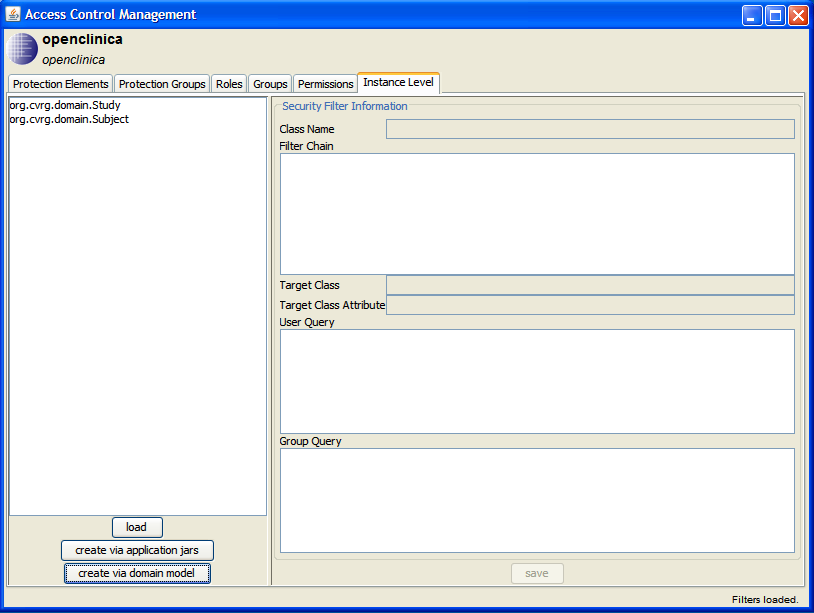 Access Control Management
openclinica
openclinica
Protection Elements Protection Groups Roles Groups Permissions Instance Level
org.cvrg.domain.Study
org.cvrg.domain.Subject
load
create via application jars
create via domain model
Security Filter Information
Class Name
Filter Chain
Target Class
Target Class Attribute
User Query
Group Query
save
Filters loaded.